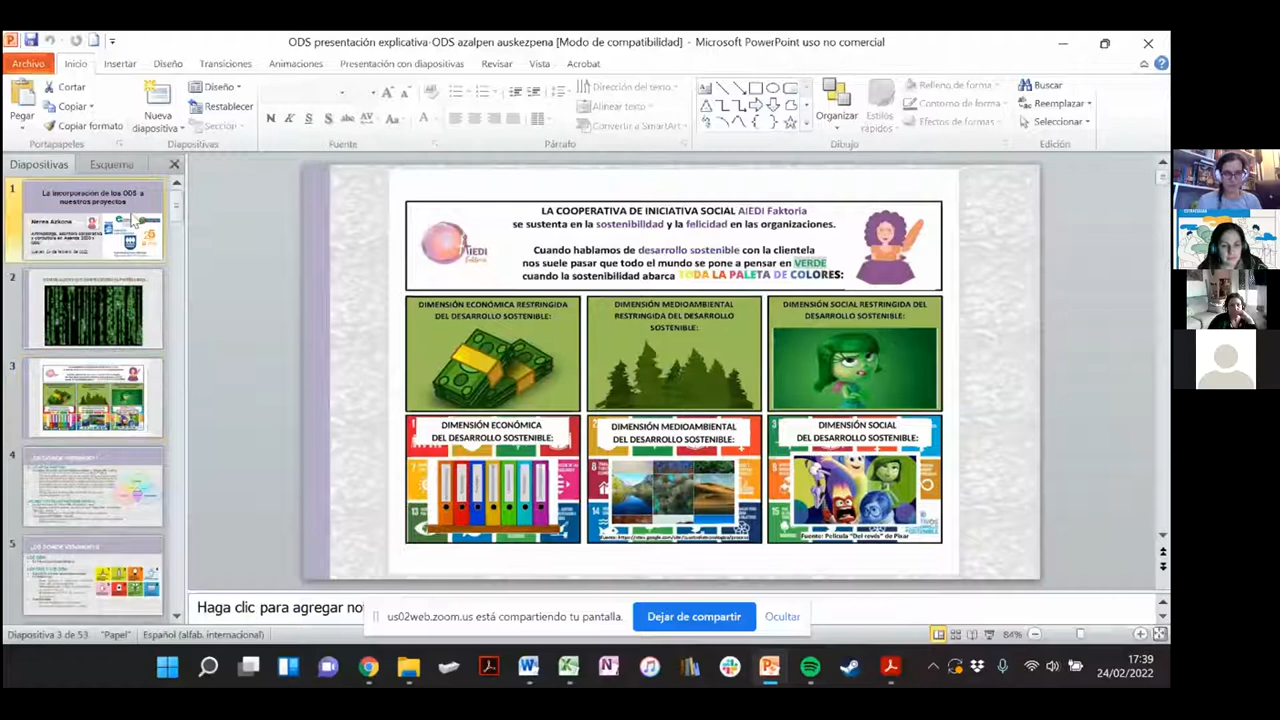 ODS presentación explicativa-ODS azalpen auskezpena [Modo de compatibilidad] - Microsoft PowerPoint uso no comercial
Archivo Inicio Insertar Diseño Transiciones Animaciones Presentación con diapositivas Revisar Vista Acrobat
Pegar
Cortar
Copiar
Copiar formato
Portapapeles
Nueva
diapositiva
Diseño
Restablecer
Sección
Diapositivas
Fuente
Dirección del texto
Alinear texto
Convertir a SmartArt
Párrafo
Organizar
Estilos
rápidos
Relleno de forma
Contorno de forma
Efectos de formas
Dibujo
Buscar
Reemplazar
Seleccionar
Edición
Diapositivas Esquema
1
La incorporación de los ODS a
nuestros proyectos
Nerea Azkona
2
3
4
5
LA COOPERATIVA DE INICIATIVA SOCIAL AIEDI Faktoria
se sustenta en la sostenibilidad y la felicidad en las organizaciones.
Cuando hablamos de desarrollo sostenible con la clientela
nos suele pasar que todo el mundo se pone a pensar en VERDE
cuando la sostenibilidad abarca TODA LA PALETA DE COLORES:
AIEDI
Faktoria
DIMENSIÓN ECONÓMICA RESTRINGIDA
DEL DESARROLLO SOSTENIBLE:
DIMENSIÓN MEDIOAMBIENTAL
RESTRINGIDA DEL DESARROLLO
SOSTENIBLE:
DIMENSIÓN SOCIAL RESTRINGIDA DEL
DESARROLLO SOSTENIBLE:
DIMENSIÓN ECONÓMICA
DEL DESARROLLO SOSTENIBLE:
DIMENSIÓN MEDIOAMBIENTAL
DEL DESARROLLO SOSTENIBLE:
DIMENSIÓN SOCIAL
DEL DESARROLLO SOSTENIBLE:
Fuente: Película "Del revés" de Pixar
Haga clic para agregar no
us02web.zoom.us está compartiendo tu pantalla.
Dejar de compartir
Ocultar
Diapositiva 3 de 53 "Papel" Español (alfab. internacional)
84%
17:39
24/02/2022